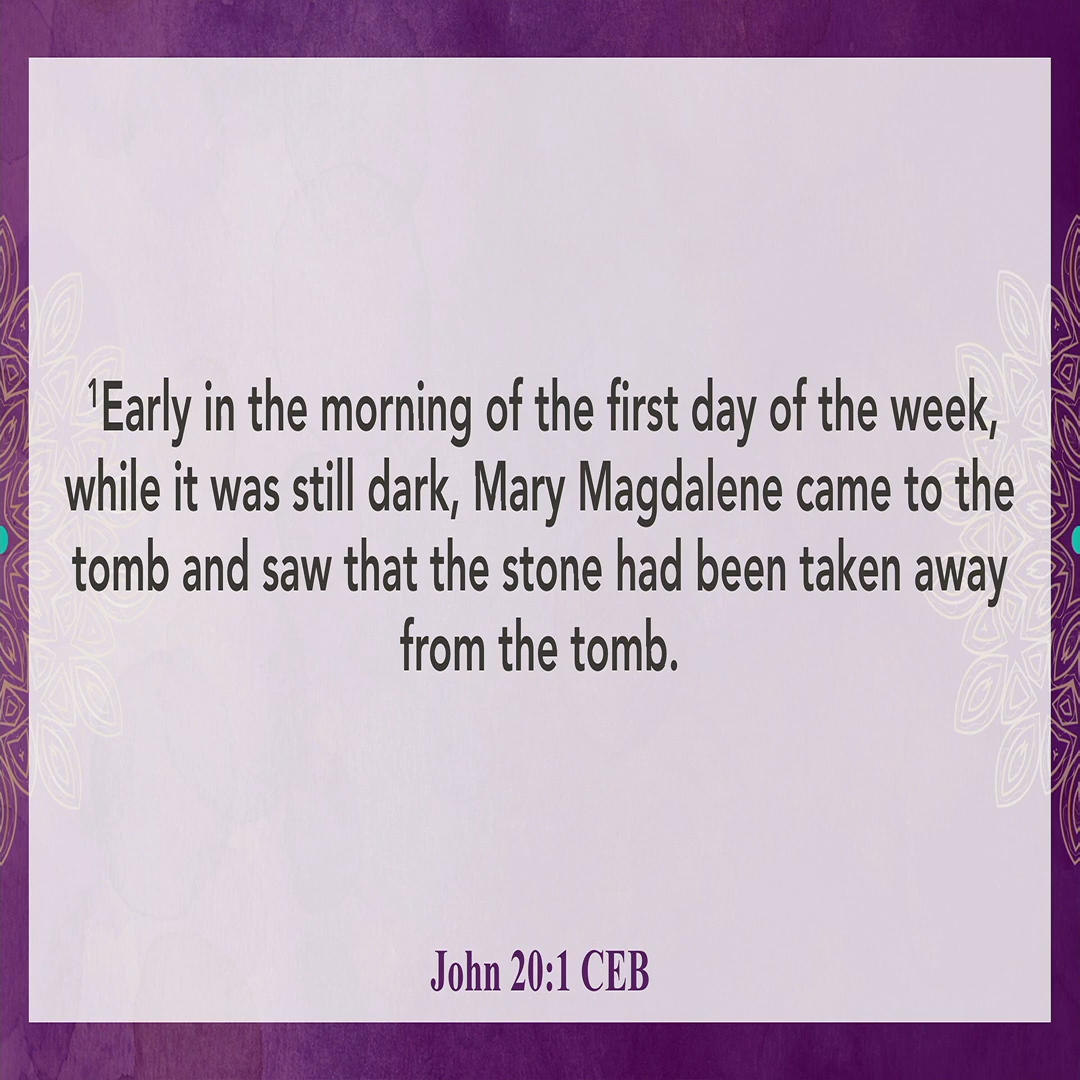 ¹Early in the morning of the first day of the week,
while it was still dark, Mary Magdalene came to the
tomb and saw that the stone had been taken away
from the tomb.
John 20:1 CEB